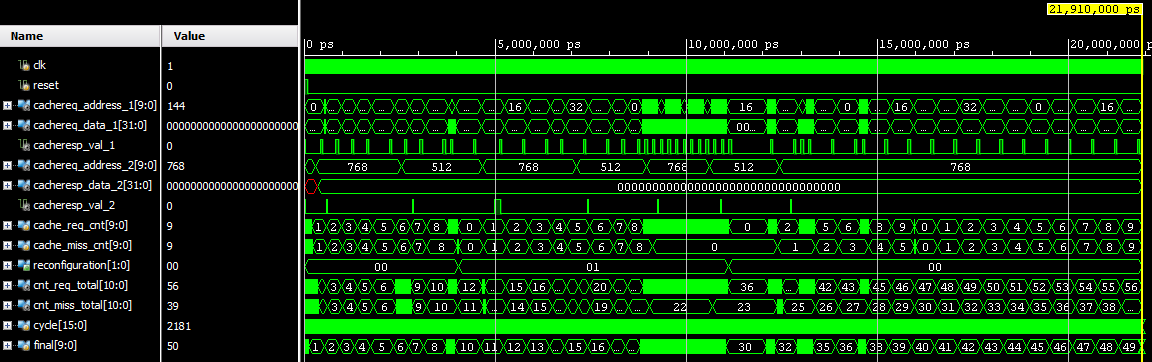 21,910,000 ps
Name Value
0 ps 5,000,000 ps 10,000,000 ps 15,000,000 ps 20,000,000 ps
clk 1
reset 0
cachereq_address_1[9:0] 144 0 ... 16 ... 32 ... 0 16 ... 0 ... 16 ... 32 ... 0 ... 16 ...
cachereq_data_1[31:0] 0000000000000000000000 ... 00... ...
cacheresp_val_1 0
cachereq_address_2[9:0] 768 768 512 768 512 768 512 768
cacheresp_data_2[31:0] 0000000000000000000000 00000000000000000000000000000000
cacheresp_val_2 0
cache_req_cnt[9:0] 9 1 2 3 4 5 6 7 8 0 1 2 3 4 5 6 7 8 0 2 5 6 8 9 0 1 2 3 4 5 6 7 8 9
cache_miss_cnt[9:0] 9 1 2 3 4 5 6 7 8 0 1 2 3 4 5 6 7 8 0 1 2 3 4 5 0 1 2 3 4 5 6 7 8 9
reconfiguration[1:0] 00 00 01 00
cnt_req_total[10:0] 56 ... 3 4 5 6 9 10 12 ... 15 16 ... 20 ... 36 ... 42 43 45 46 47 48 49 50 51 52 53 54 55 56
cnt_miss_total[10:0] 39 ... 3 4 5 6 9 10 11 ... 14 15 ... 19 ... 22 23 25 26 27 28 29 30 31 32 33 34 35 36 37 38
cycle[15:0] 2181
final[9:0] 50 1 2 3 4 5 6 7 8 10 11 12 13 ... 15 16 ... 30 32 35 36 38 39 40 41 42 43 44 45 46 47 48 49